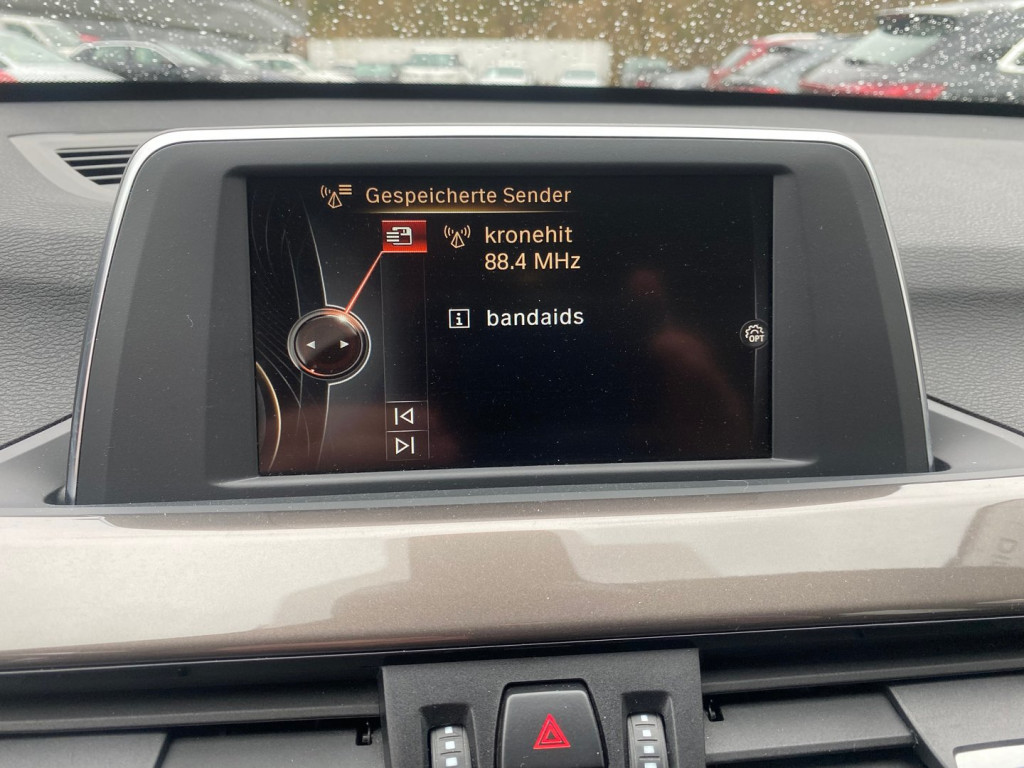 Gespeicherte Sender
kronehit
88.4 MHz
bandaids
OPT